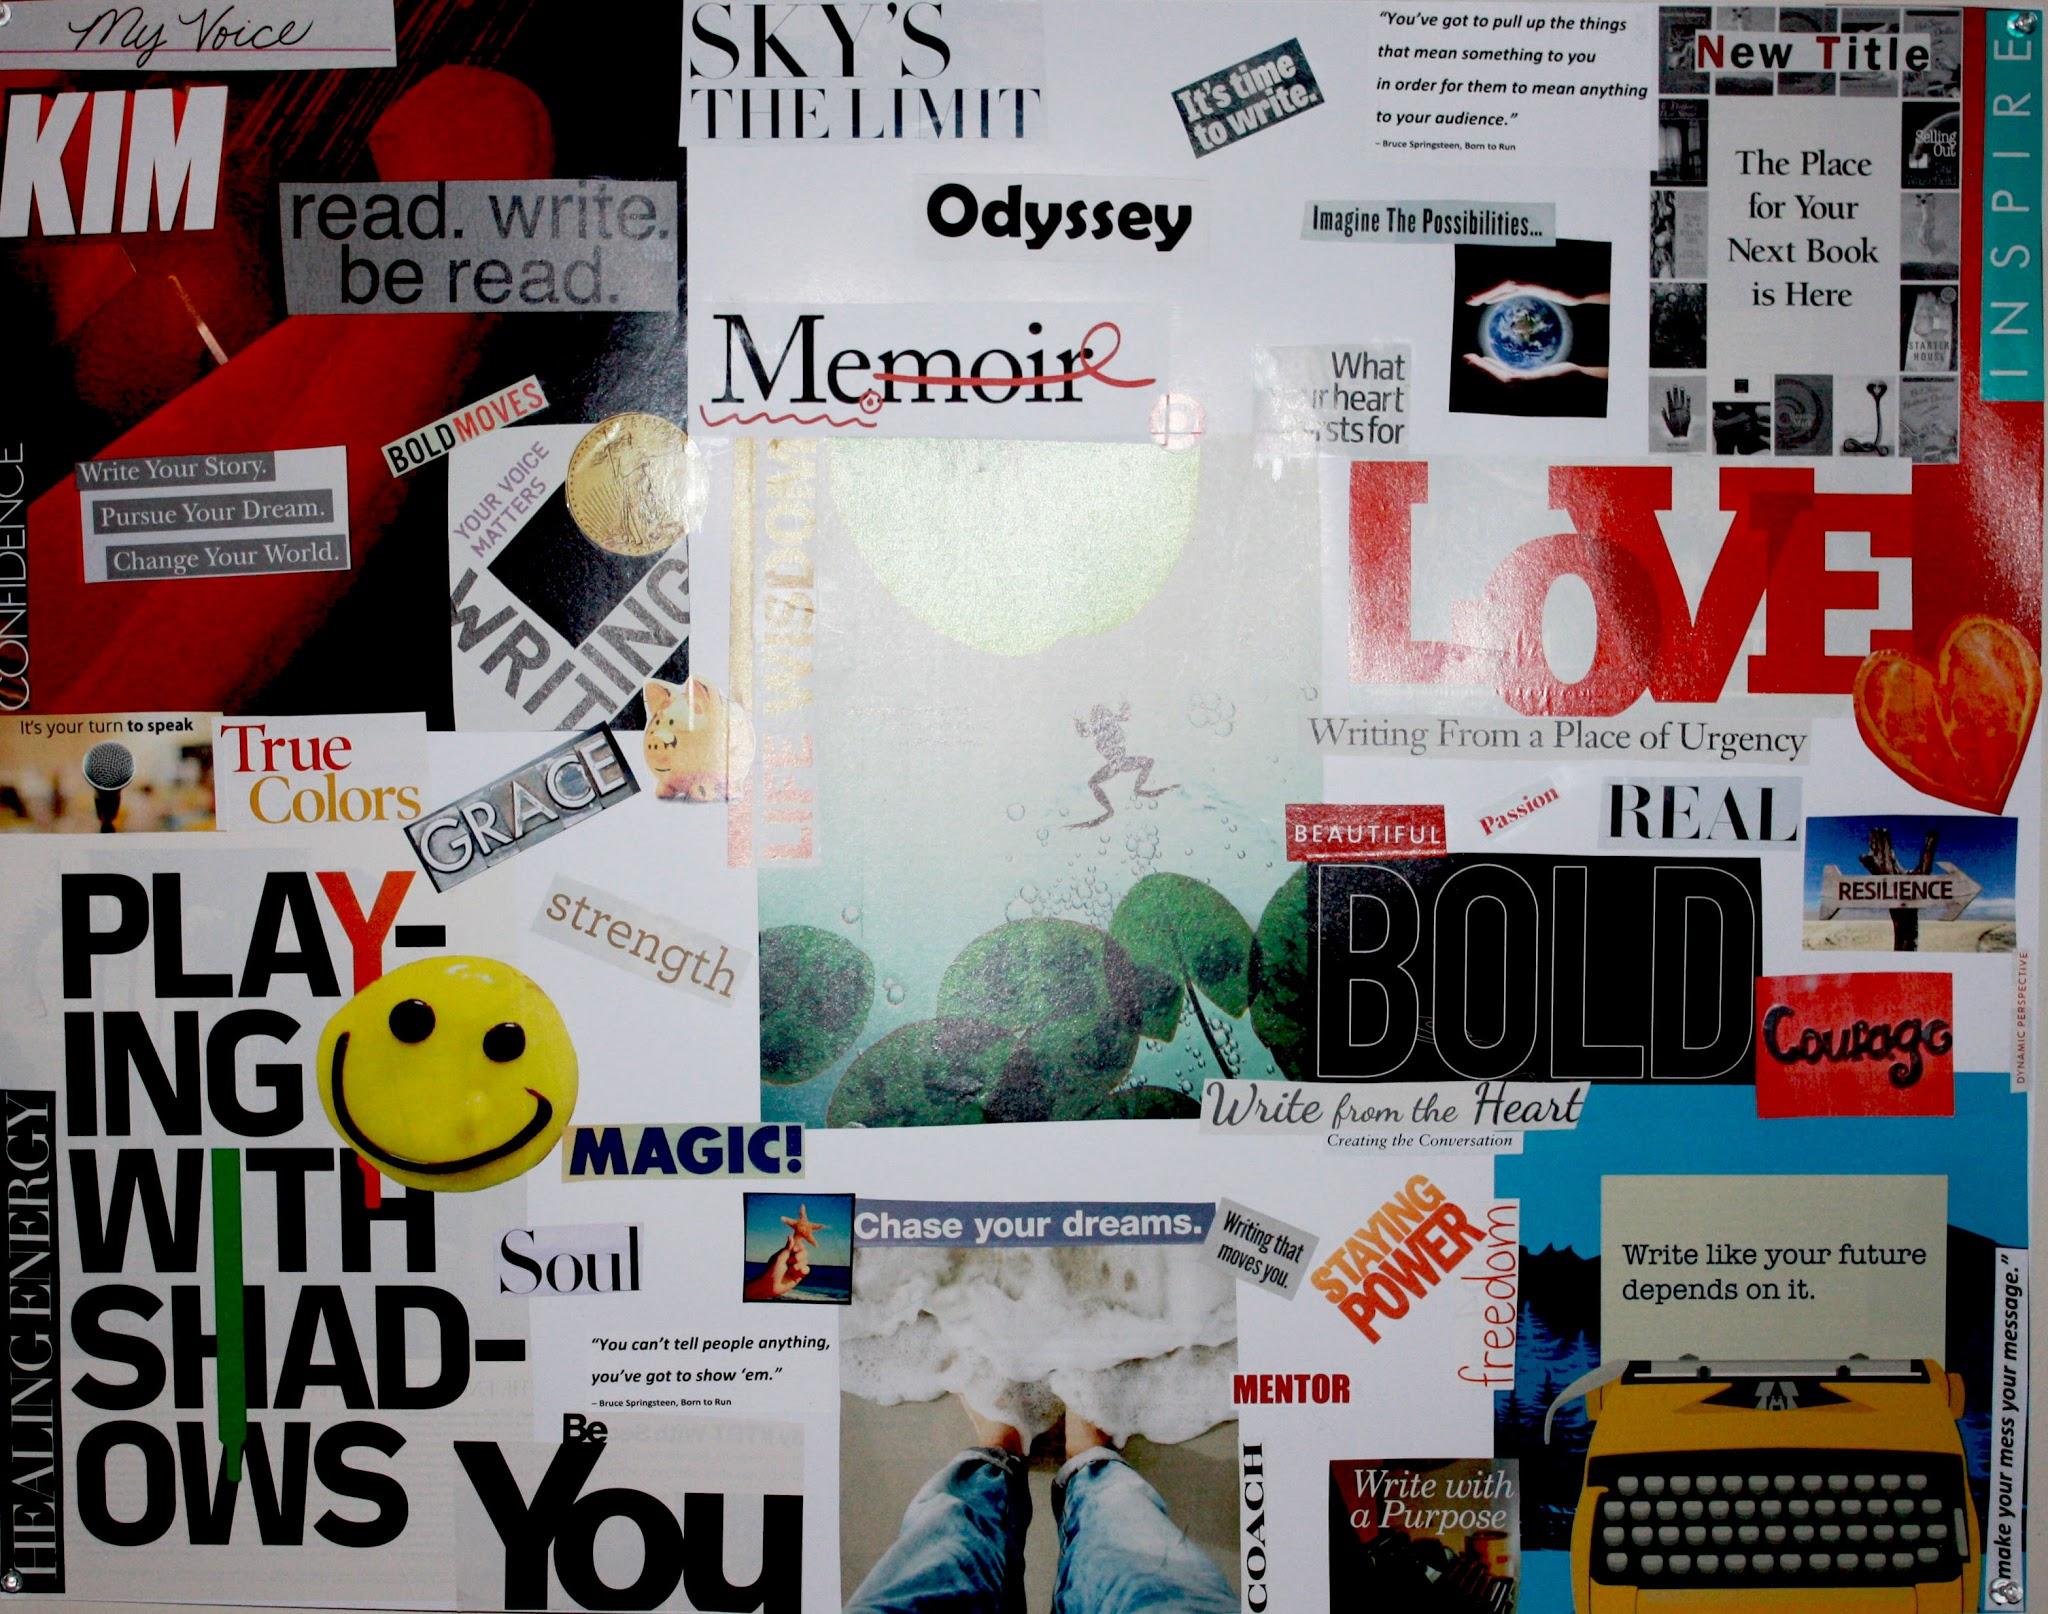 My Voice
KIM
read. write.
be read.
BOLD MOVES
Write Your Story.
Pursue Your Dream.
Change Your World.
CONFIDENCE
YOUR VOICE
MATTERS
WRITING
It's your turn to speak
True
Colors
GRACE
SKY'S
THE LIMIT
It's time
to write.
"You've got to pull up the things
that mean something to you
in order for them to mean anything
to your audience."
– Bruce Springsteen, Born to Run
Odyssey
Imagine The Possibilities...
Memoir
What
heart
for
LIFE WISDOM
New Title
The Place
for Your
Next Book
is Here
Selling
Out
STARTER
HOUSE
INSPIRE
LOVE
Writing From a Place of Urgency
BEAUTIFUL
Passion
REAL
BOLD
RESILIENCE
Courage
DYNAMIC PERSPECTIVE
Write from the Heart
Creating the Conversation
PLAY-
ING
WITH
SHAD-
OWS
strength
HEALING ENERGY
MAGIC!
Soul
Chase your dreams.
Writing that
moves you.
STAYING
POWER
freedom
"You can't tell people anything,
you've got to show 'em."
– Bruce Springsteen, Born to Run
Be
You
MENTOR
COACH
Write with
a Purpose
Write like your future
depends on it.
make your mess your message."